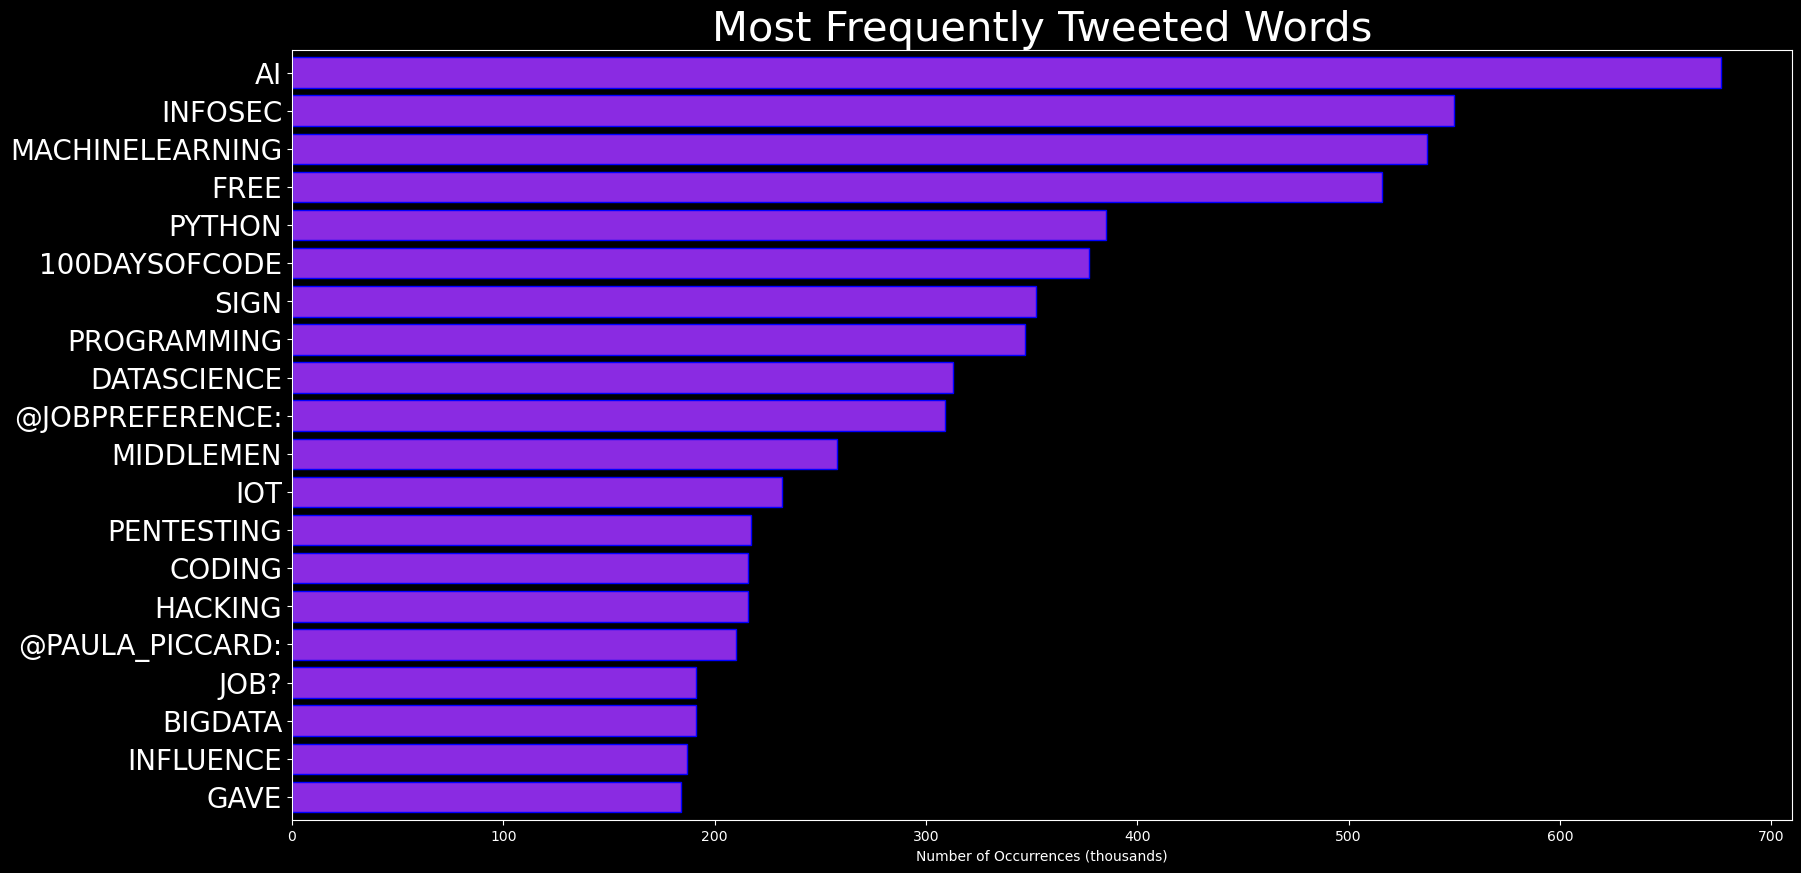 Most Frequently Tweeted Words
AI
INFOSEC
MACHINELEARNING
FREE
PYTHON
100DAYSOFCODE
SIGN
PROGRAMMING
DATASCIENCE
@JOBPREFERENCE:
MIDDLEMEN
IOT
PENTESTING
CODING
HACKING
@PAULA_PICCARD:
JOB?
BIGDATA
INFLUENCE
GAVE
0 100 200 300 400 500 600 700
Number of Occurrences (thousands)